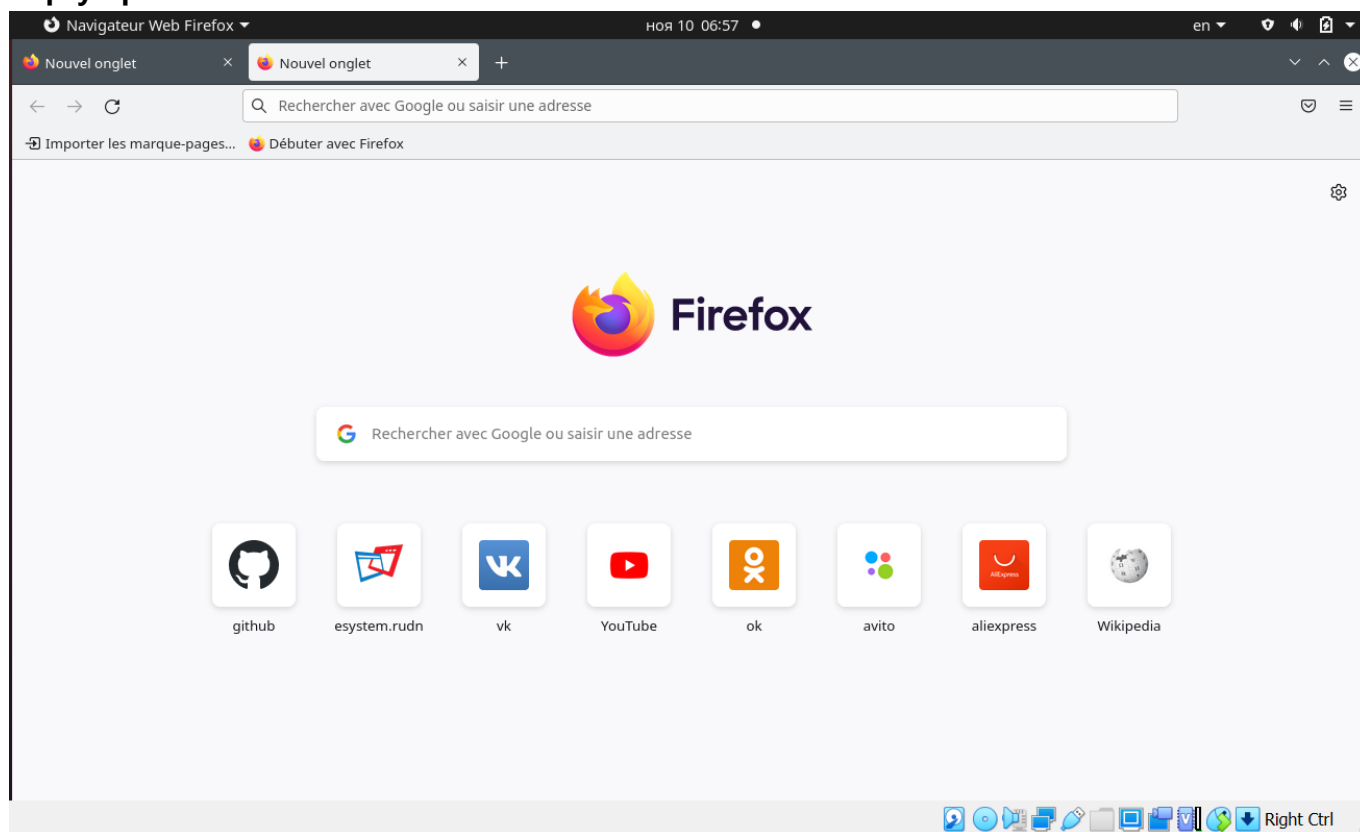 Navigateur Web Firefox
ноя 10 06:57
en
Nouvel onglet
Nouvel onglet
Rechercher avec Google ou saisir une adresse
Importer les marque-pages...
Débuter avec Firefox
Firefox
Rechercher avec Google ou saisir une adresse
AliExpress
github
esystem.rudn
vk
YouTube
ok
avito
aliexpress
Wikipedia
Right Ctrl